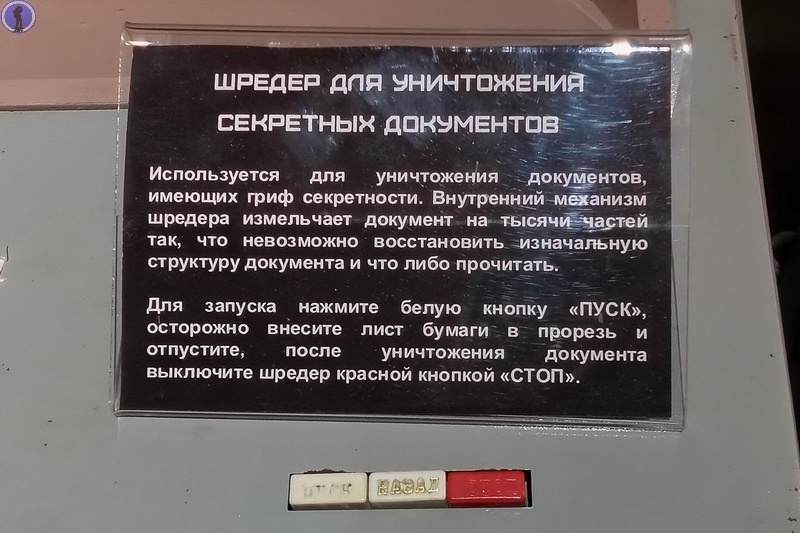 ШРЕДЕР ДЛЯ УНИЧТОЖЕНИЯ
СЕКРЕТНЫХ ДОКУМЕНТОВ
Используется для уничтожения документов,
имеющих гриф секретности. Внутренний механизм
шредера измельчает документ на тысячи частей
так, что невозможно восстановить изначальную
структуру документа и что либо прочитать.
Для запуска нажмите белую кнопку «ПУСК»,
осторожно внесите лист бумаги в прорезь и
отпустите, после уничтожения документа
выключите шредер красной кнопкой «СТОП».
ПУСК НАЗАД СТОП